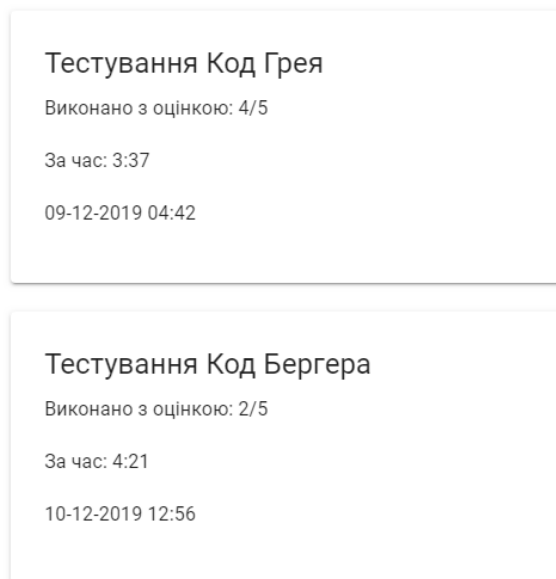 Тестування Код Грея
Виконано з оцінкою: 4/5
За час: 3:37
09-12-2019 04:42
Тестування Код Бергера
Виконано з оцінкою: 2/5
За час: 4:21
10-12-2019 12:56